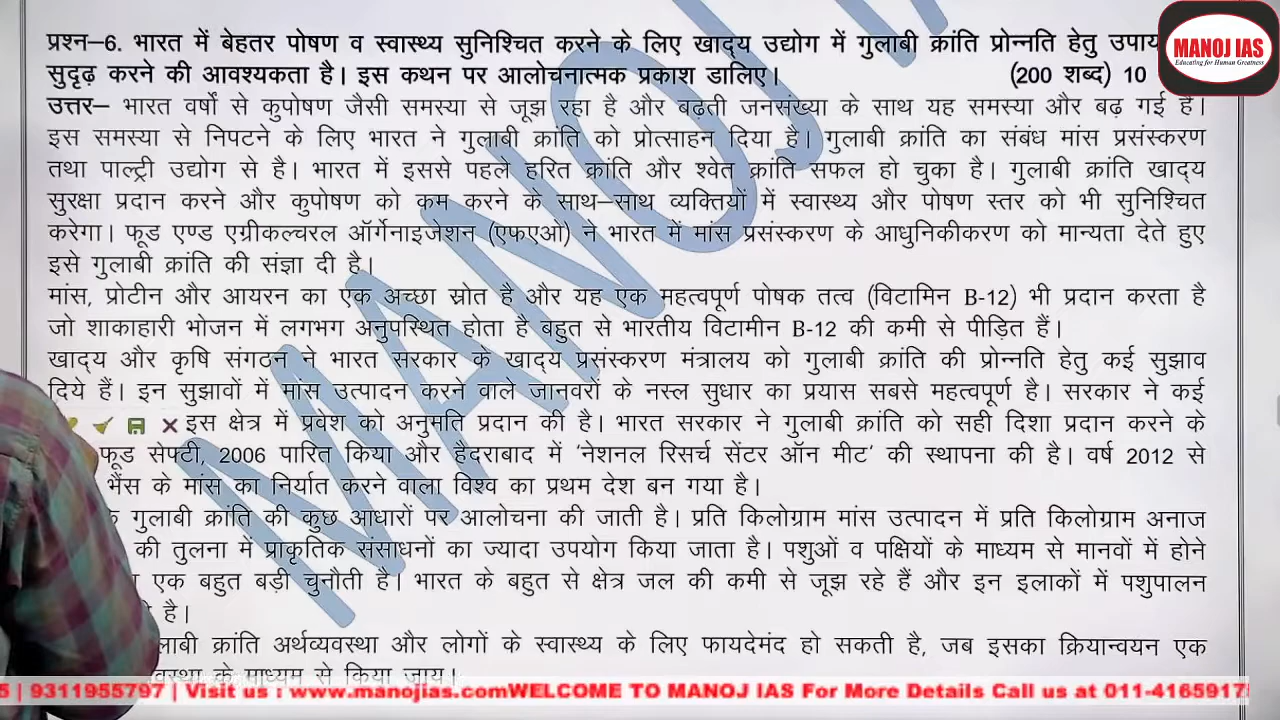 प्रश्न–6. भारत में बेहतर पोषण व स्वास्थ्य सुनिश्चित करने के लिए खाद्य उद्योग में गुलाबी क्रांति प्रोन्नति हेतु उपाय
सुदृढ़ करने की आवश्यकता है। इस कथन पर आलोचनात्मक प्रकाश डालिए। (200 शब्द) 10
उत्तर– भारत वर्षों से कुपोषण जैसी समस्या से जूझ रहा है और बढ़ती जनसंख्या के साथ यह समस्या और बढ़ गई है।
इस समस्या से निपटने के लिए भारत ने गुलाबी क्रांति को प्रोत्साहन दिया है। गुलाबी क्रांति का संबंध मांस प्रसंस्करण
तथा पाल्ट्री उद्योग से है। भारत में इससे पहले हरित क्रांति और श्वेत क्रांति सफल हो चुका है। गुलाबी क्रांति खाद्य
सुरक्षा प्रदान करने और कुपोषण को कम करने के साथ–साथ व्यक्तियों में स्वास्थ्य और पोषण स्तर को भी सुनिश्चित
करेगा। फूड एण्ड एग्रीकल्चरल ऑर्गेनाइजेशन (एफएओ) ने भारत में मांस प्रसंस्करण के आधुनिकीकरण को मान्यता देते हुए
इसे गुलाबी क्रांति की संज्ञा दी है।
मांस, प्रोटीन और आयरन का एक अच्छा स्रोत है और यह एक महत्वपूर्ण पोषक तत्व (विटामिन B-12) भी प्रदान करता है
जो शाकाहारी भोजन में लगभग अनुपस्थित होता है बहुत से भारतीय विटामीन B-12 की कमी से पीड़ित हैं।
खाद्य और कृषि संगठन ने भारत सरकार के खाद्य प्रसंस्करण मंत्रालय को गुलाबी क्रांति की प्रोन्नति हेतु कई सुझाव
दिये हैं। इन सुझावों में मांस उत्पादन करने वाले जानवरों के नस्ल सुधार का प्रयास सबसे महत्वपूर्ण है। सरकार ने कई
इस क्षेत्र में प्रवेश को अनुमति प्रदान की है। भारत सरकार ने गुलाबी क्रांति को सही दिशा प्रदान करने के
फूड सेफ्टी, 2006 पारित किया और हैदराबाद में 'नेशनल रिसर्च सेंटर ऑन मीट' की स्थापना की है। वर्ष 2012 से
भैंस के मांस का निर्यात करने वाला विश्व का प्रथम देश बन गया है।
गुलाबी क्रांति की कुछ आधारों पर आलोचना की जाती है। प्रति किलोग्राम मांस उत्पादन में प्रति किलोग्राम अनाज
की तुलना में प्राकृतिक संसाधनों का ज्यादा उपयोग किया जाता है। पशुओं व पक्षियों के माध्यम से मानवों में होने
एक बहुत बड़ी चुनौती है। भारत के बहुत से क्षेत्र जल की कमी से जूझ रहे हैं और इन इलाकों में पशुपालन
है।
क्रांति अर्थव्यवस्था और लोगों के स्वास्थ्य के लिए फायदेमंद हो सकती है, जब इसका क्रियान्वयन एक
के माध्यम से किया जाय।
MANOJ IAS
Educating for Human Greatness
MANOJ
9311955797 | Visit us : www.manojias.comWELCOME TO MANOJ IAS For More Details Call us at 011-4165917